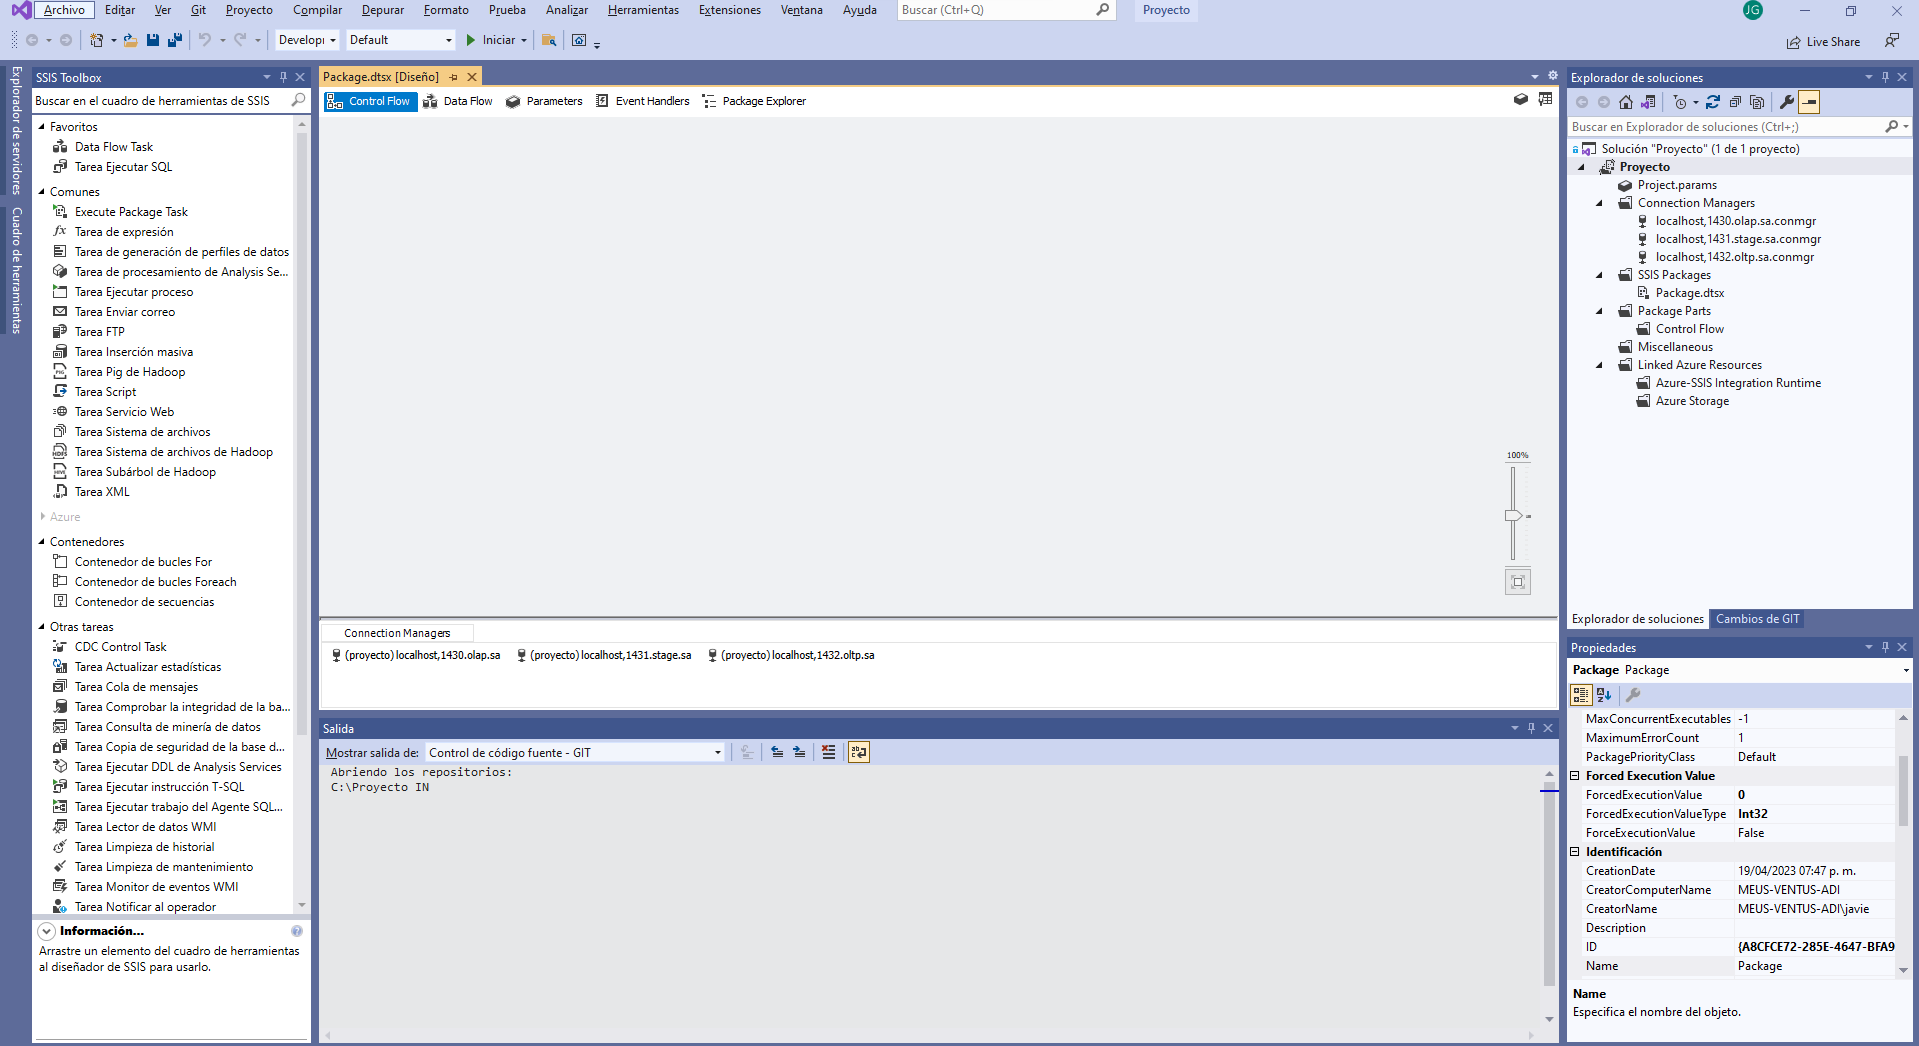 Archivo Editar Ver Git Proyecto Compilar Depurar Formato Prueba Analizar Herramientas Extensiones Ventana Ayuda Buscar (Ctrl+Q) Proyecto JG
Developı Default Iniciar Live Share
Explorador de servidores
Cuadro de herramientas
SSIS Toolbox
Buscar en el cuadro de herramientas de SSIS
Favoritos
Data Flow Task
Tarea Ejecutar SQL
Comunes
Execute Package Task
Tarea de expresión
Tarea de generación de perfiles de datos
Tarea de procesamiento de Analysis Se...
Tarea Ejecutar proceso
Tarea Enviar correo
Tarea FTP
Tarea Inserción masiva
Tarea Pig de Hadoop
Tarea Script
Tarea Servicio Web
Tarea Sistema de archivos
Tarea Sistema de archivos de Hadoop
Tarea Subárbol de Hadoop
Tarea XML
Azure
Contenedores
Contenedor de bucles For
Contenedor de bucles Foreach
Contenedor de secuencias
Otras tareas
CDC Control Task
Tarea Actualizar estadísticas
Tarea Cola de mensajes
Tarea Comprobar la integridad de la ba...
Tarea Consulta de minería de datos
Tarea Copia de seguridad de la base d...
Tarea Ejecutar DDL de Analysis Services
Tarea Ejecutar instrucción T-SQL
Tarea Ejecutar trabajo del Agente SQL...
Tarea Lector de datos WMI
Tarea Limpieza de historial
Tarea Limpieza de mantenimiento
Tarea Monitor de eventos WMI
Tarea Notificar al operador
Información...
Arrastre un elemento del cuadro de herramientas
al diseñador de SSIS para usarlo.
Package.dtsx [Diseño]
Control Flow Data Flow Parameters Event Handlers Package Explorer
100%
Connection Managers
(proyecto) localhost,1430.olap.sa (proyecto) localhost,1431.stage.sa (proyecto) localhost,1432.oltp.sa
Salida
Mostrar salida de: Control de código fuente - GIT
Abriendo los repositorios:
C:\Proyecto IN
Explorador de soluciones
Buscar en Explorador de soluciones (Ctrl+;)
Solución "Proyecto" (1 de 1 proyecto)
Proyecto
Project.params
Connection Managers
localhost,1430.olap.sa.conmgr
localhost,1431.stage.sa.conmgr
localhost,1432.oltp.sa.conmgr
SSIS Packages
Package.dtsx
Package Parts
Control Flow
Miscellaneous
Linked Azure Resources
Azure-SSIS Integration Runtime
Azure Storage
Explorador de soluciones Cambios de GIT
Propiedades
Package Package
MaxConcurrentExecutables -1
MaximumErrorCount 1
PackagePriorityClass Default
Forced Execution Value
ForcedExecutionValue 0
ForcedExecutionValueType Int32
ForceExecutionValue False
Identificación
CreationDate 19/04/2023 07:47 p. m.
CreatorComputerName MEUS-VENTUS-ADI
CreatorName MEUS-VENTUS-ADI\javie
Description
ID {A8CFCE72-285E-4647-BFA9
Name Package
Name
Especifica el nombre del objeto.